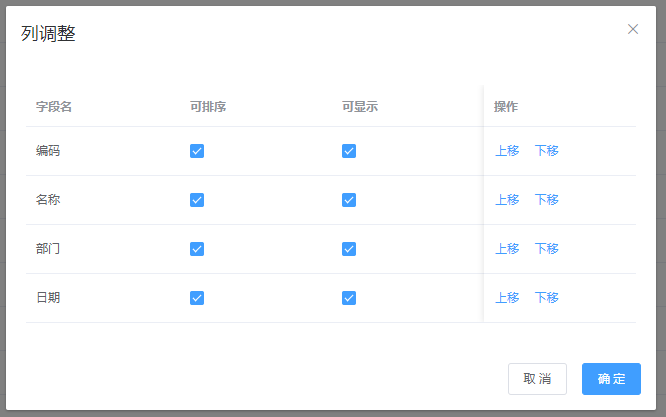 列调整
字段名 可排序 可显示 操作
编码 上移 下移
名称 上移 下移
部门 上移 下移
日期 上移 下移
取消 确定